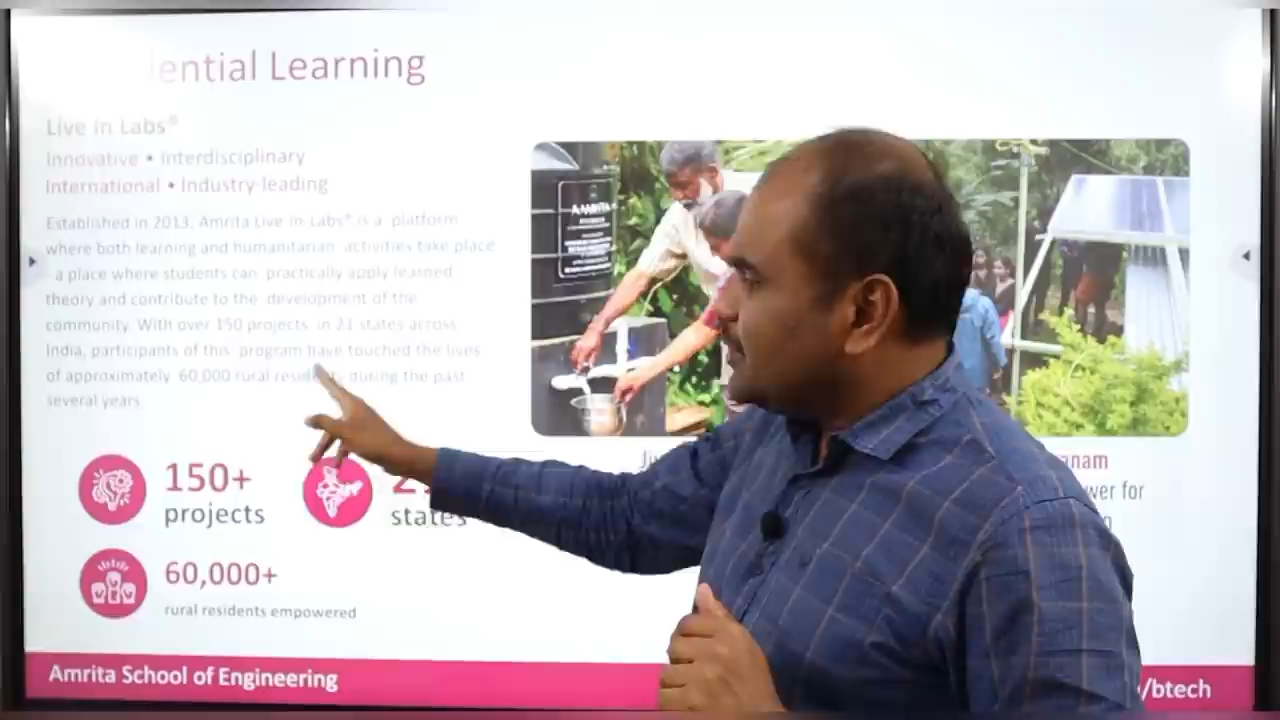 iential Learning
Live in Labs®
Innovative • Interdisciplinary
International • Industry-leading
Established in 2013, Amrita Live in Labs® is a platform
where both learning and humanitarian activities take place
a place where students can practically apply learned
theory and contribute to the development of the
community. With over 150 projects in 21 states across
India, participants of this program have touched the lives
of approximately 60,000 rural residents during the past
several years
150+
projects
states
60,000+
rural residents empowered
AMRITA
wer for
Amrita School of Engineering
/btech